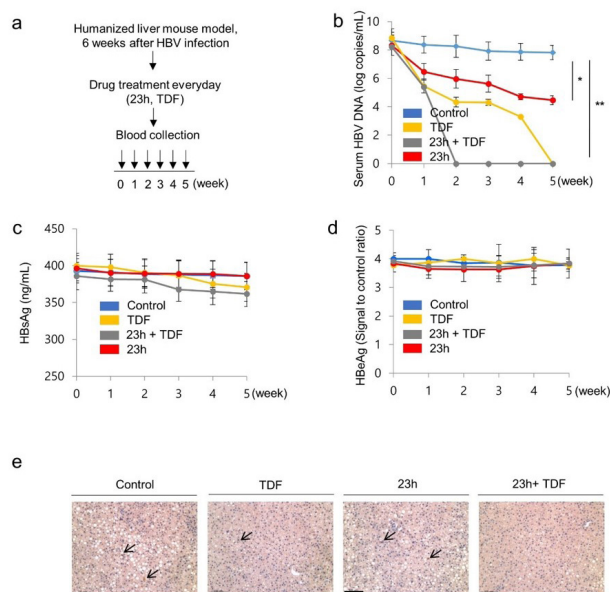 a
Humanized liver mouse model,
6 weeks after HBV infection
Drug treatment everyday
(23h, TDF)
Blood collection
0 1 2 3 4 5 (week)
b
Serum HBV DNA (log copies/mL)
10
8
6
4
2
0
Control
TDF
23h + TDF
23h
*
**
0 1 2 3 4 5 (week)
c
HBsAg (ng/mL)
450
400
350
300
250
Control
TDF
23h + TDF
23h
0 1 2 3 4 5 (week)
d
HBeAg (Signal to control ratio)
5
4
3
2
1
0
Control
TDF
23h + TDF
23h
0 1 2 3 4 5 (week)
e
Control TDF 23h 23h+ TDF